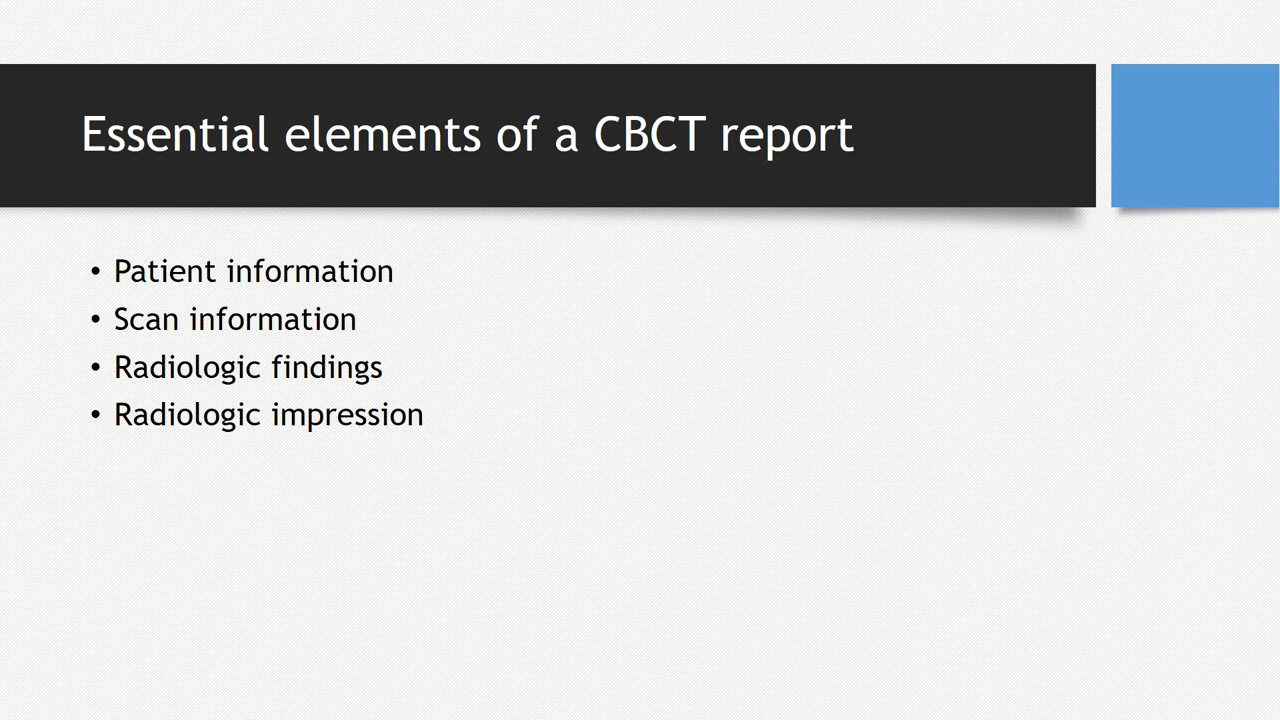 Essential elements of a CBCT report
• Patient information
• Scan information
• Radiologic findings
• Radiologic impression